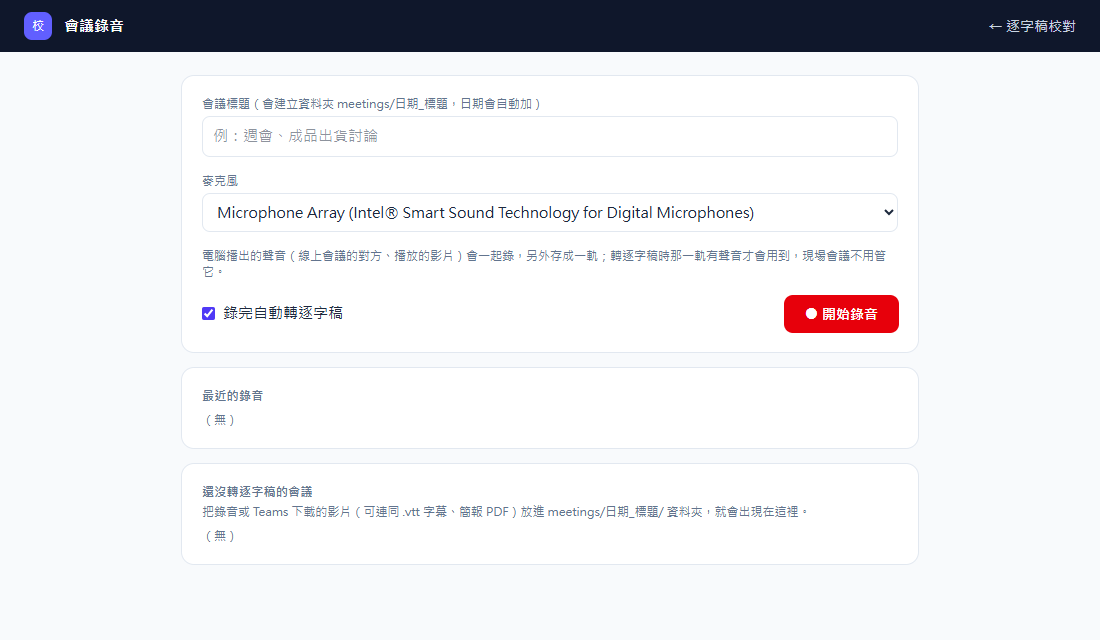 校 會議錄音
← 逐字稿校對
會議標題（會建立資料夾 meetings/日期_標題，日期會自動加）
例：週會、成品出貨討論
麥克風
Microphone Array (Intel® Smart Sound Technology for Digital Microphones)
電腦播出的聲音（線上會議的對方、播放的影片）會一起錄，另外存成一軌；轉逐字稿時那一軌有聲音才會用到，現場會議不用管
它。
錄完自動轉逐字稿
● 開始錄音
最近的錄音
（無）
還沒轉逐字稿的會議
把錄音或 Teams 下載的影片（可連同 .vtt 字幕、簡報 PDF）放進 meetings/日期_標題/ 資料夾，就會出現在這裡。
（無）